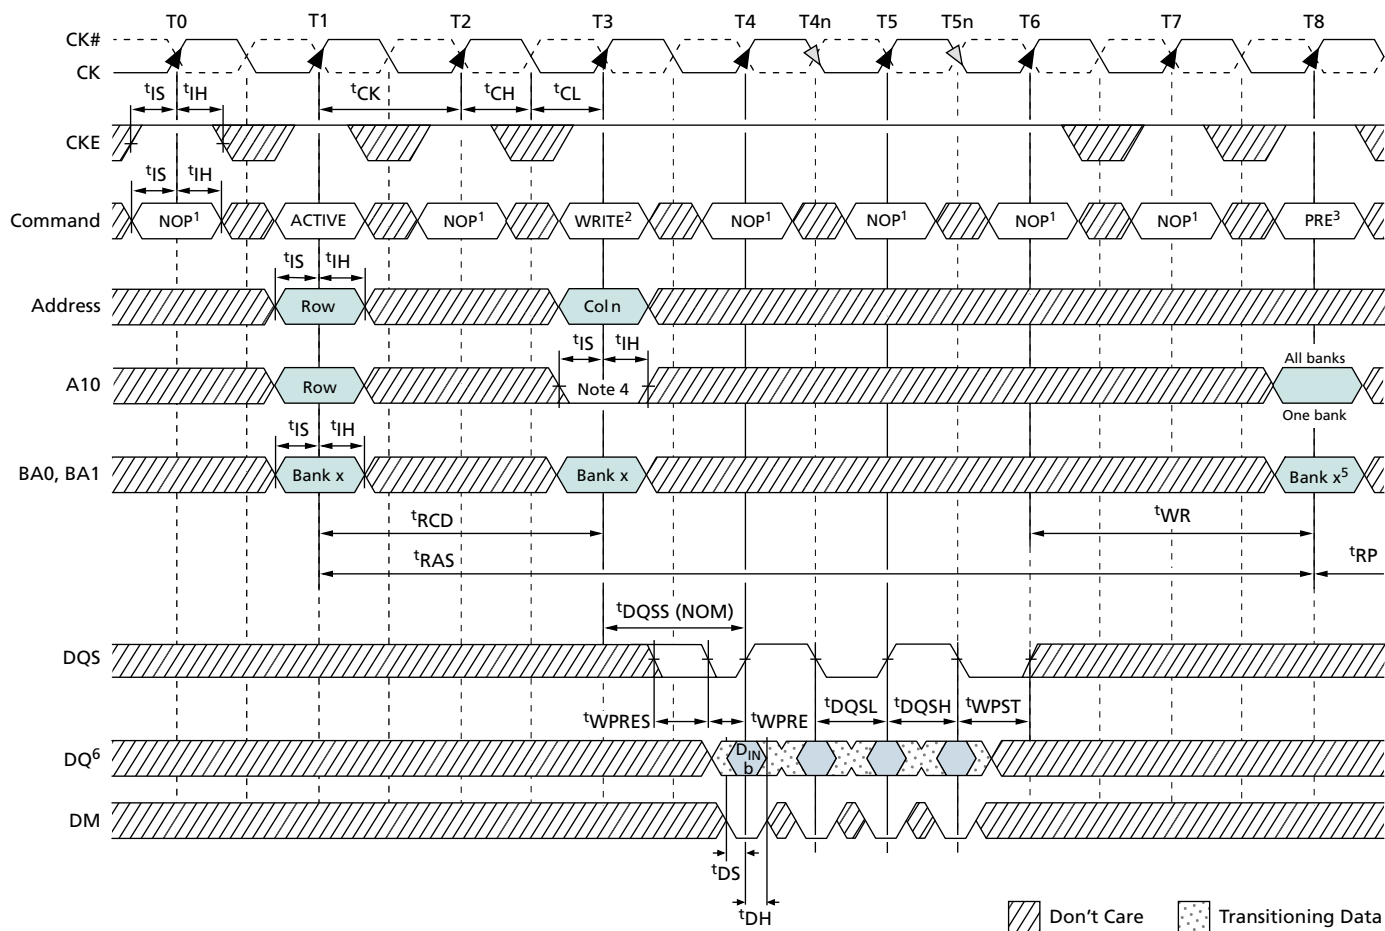 T0 T1 T2 T3 T4 T4n T5 T5n T6 T7 T8
CK#
CK
tIS tIH tCK tCH tCL
CKE
tIS tIH
Command NOP1 ACTIVE NOP1 WRITE2 NOP1 NOP1 NOP1 NOP1 PRE3
tIS tIH
Address Row Col n
tIS tIH
All banks
A10 Row Note 4
One bank
tIS tIH
BA0, BA1 Bank x Bank x Bank x5
tRCD tWR
tRAS tRP
tDQSS (NOM)
DQS
tWPRES tWPRE tDQSL tDQSH tWPST
DQ6 DIN
b
DM
tDS
tDH
Don't Care Transitioning Data